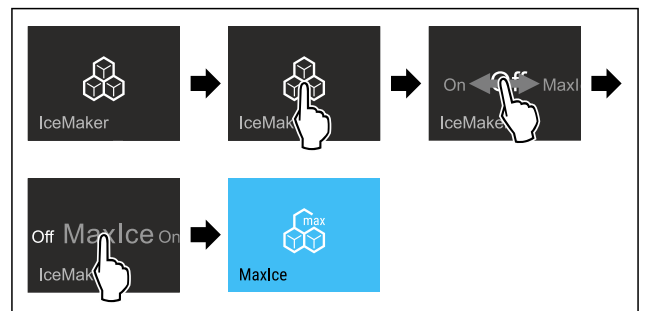 IceMaker
IceMak
On Off MaxI
IceMake
Off MaxIce On
IceMak
max
MaxIce